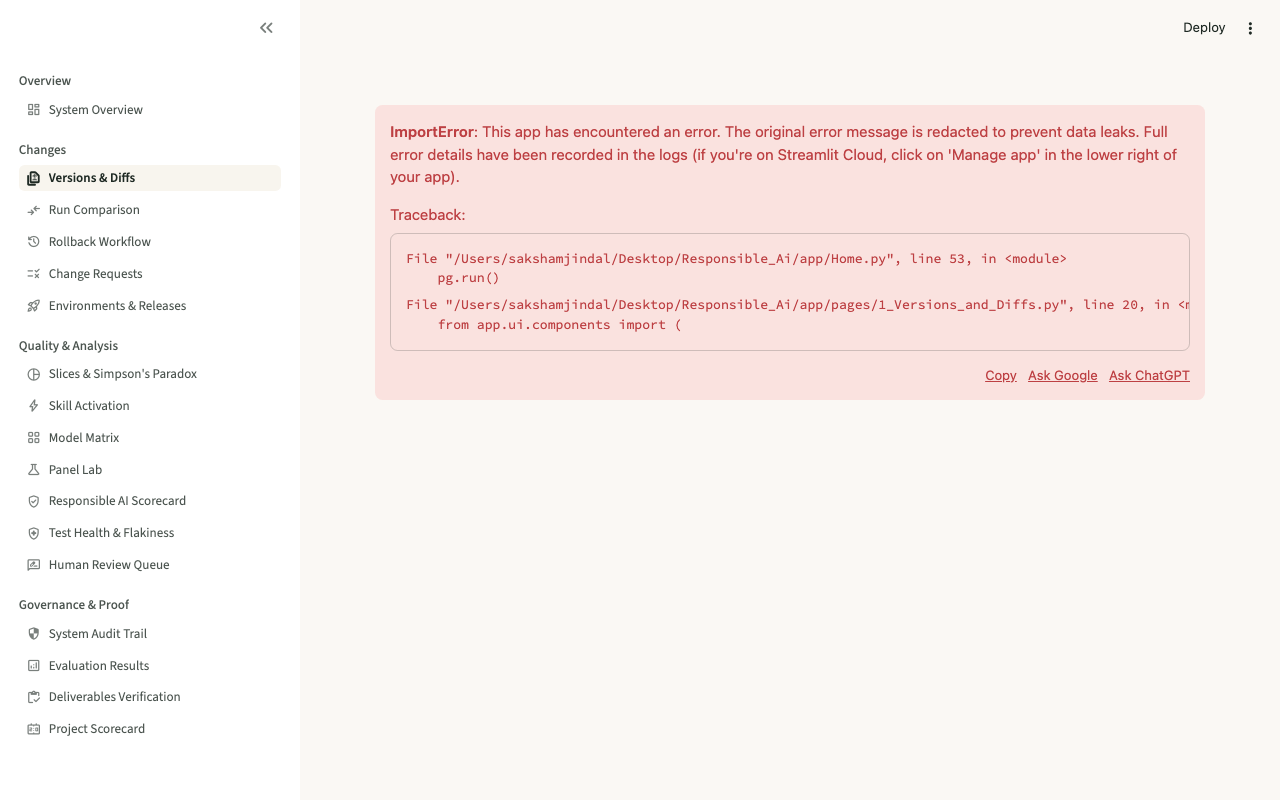 Deploy
Overview
System Overview
Changes
Versions & Diffs
Run Comparison
Rollback Workflow
Change Requests
Environments & Releases
Quality & Analysis
Slices & Simpson's Paradox
Skill Activation
Model Matrix
Panel Lab
Responsible AI Scorecard
Test Health & Flakiness
Human Review Queue
Governance & Proof
System Audit Trail
Evaluation Results
Deliverables Verification
Project Scorecard
ImportError: This app has encountered an error. The original error message is redacted to prevent data leaks. Full
error details have been recorded in the logs (if you're on Streamlit Cloud, click on 'Manage app' in the lower right of
your app).
Traceback:
File "/Users/sakshamjindal/Desktop/Responsible_Ai/app/Home.py", line 53, in <module>
pg.run()
File "/Users/sakshamjindal/Desktop/Responsible_Ai/app/pages/1_Versions_and_Diffs.py", line 20, in
from app.ui.components import (
Copy Ask Google Ask ChatGPT